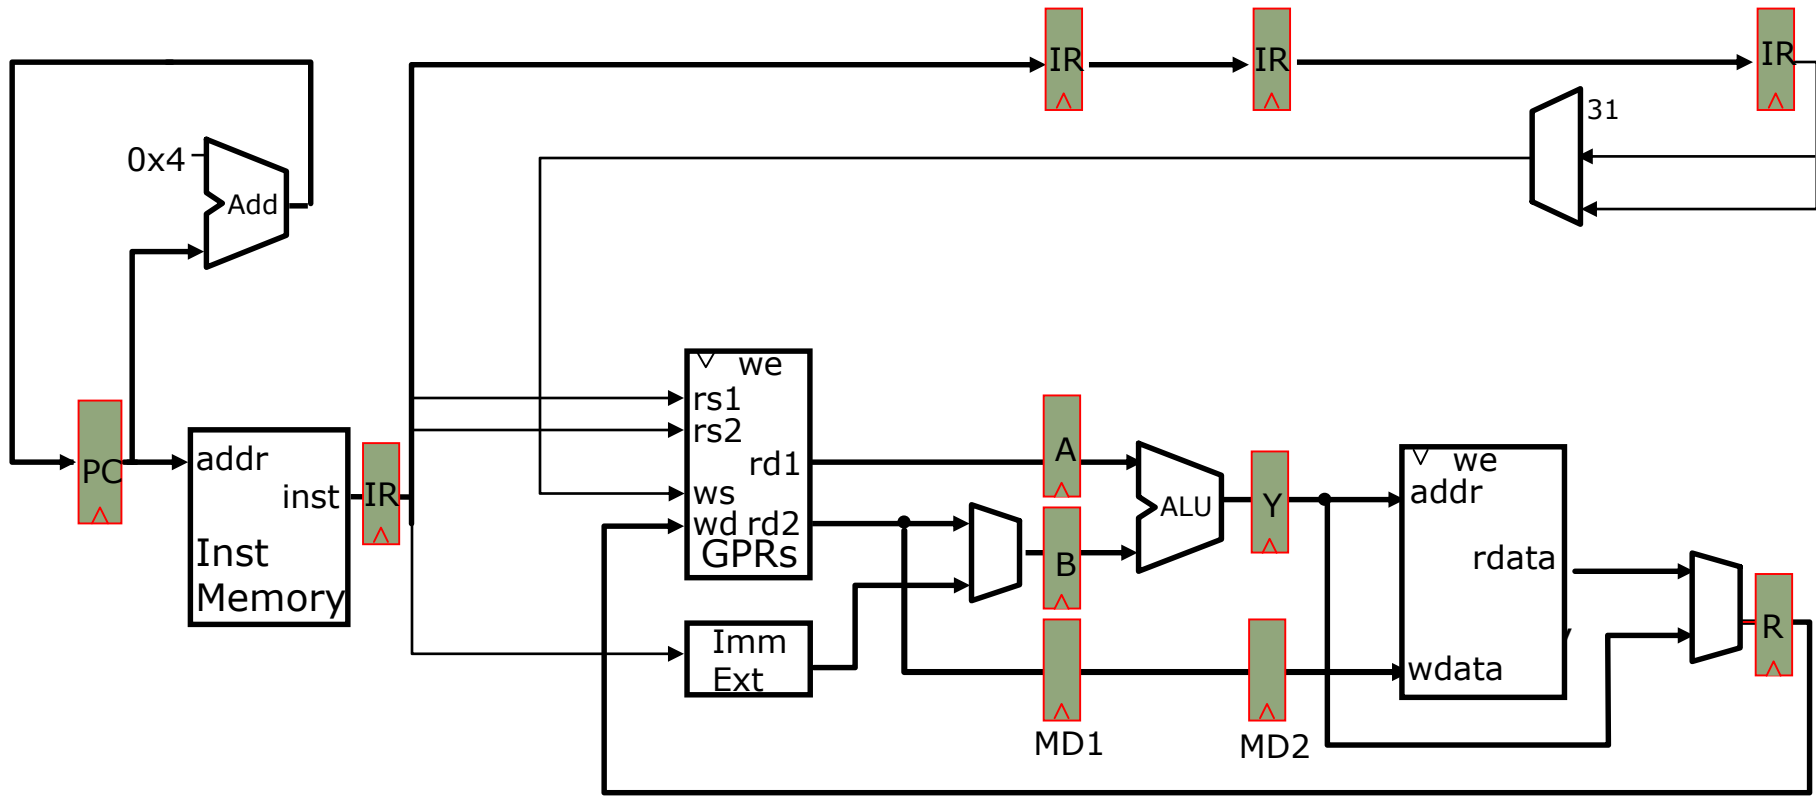 IR
IR
IR
31
0x4
Add
we
rs1
rs2
rd1
ws
wd rd2
GPRs
PC
addr
inst
Inst
Memory
IR
A
B
ALU
Y
we
addr
rdata
wdata
Imm
Ext
R
MD1
MD2